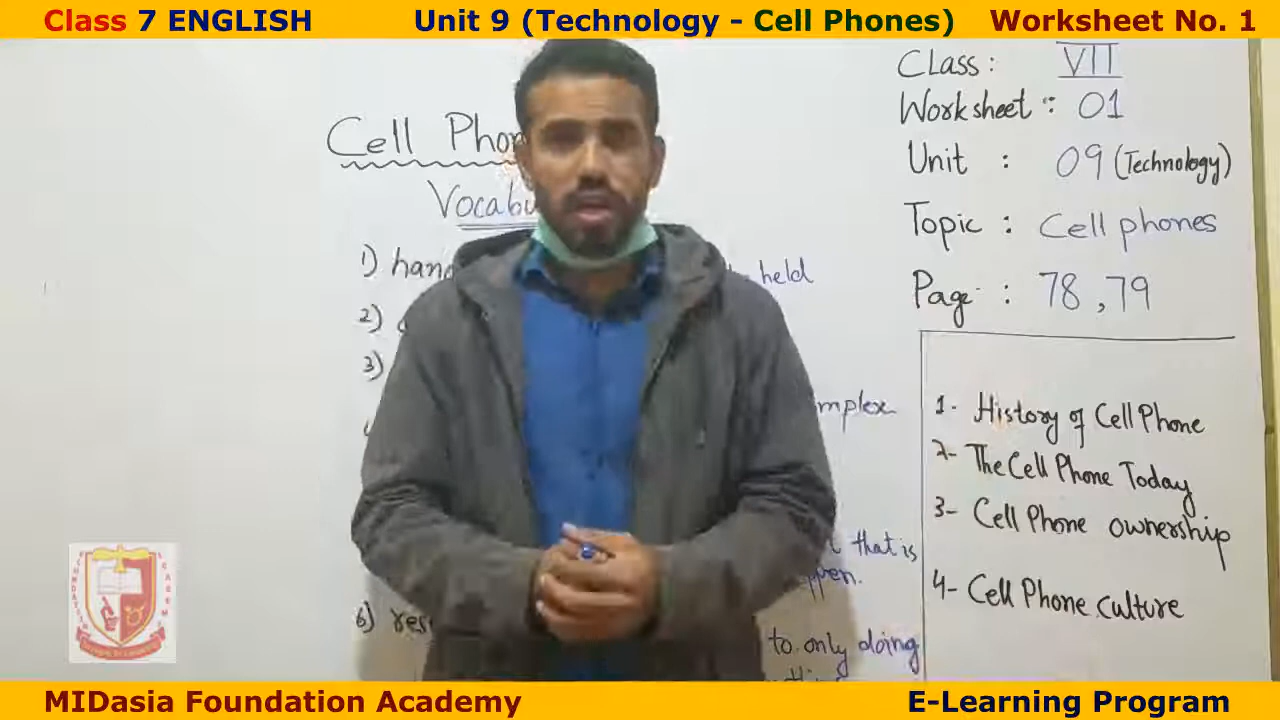 Class 7 ENGLISH Unit 9 (Technology - Cell Phones) Worksheet No. 1
Cell Phon
Vocabu
1) hand
held
2)
3)
mplex
that is
ppen.
6) res
to only doing
Class : VII
Worksheet : 01
Unit : 09 (Technology)
Topic : Cell phones
Page : 78, 79
1- History of Cell Phone
2- The Cell Phone Today
3- Cell Phone ownership
4- Cell Phone culture
MIDasia Foundation Academy E-Learning Program